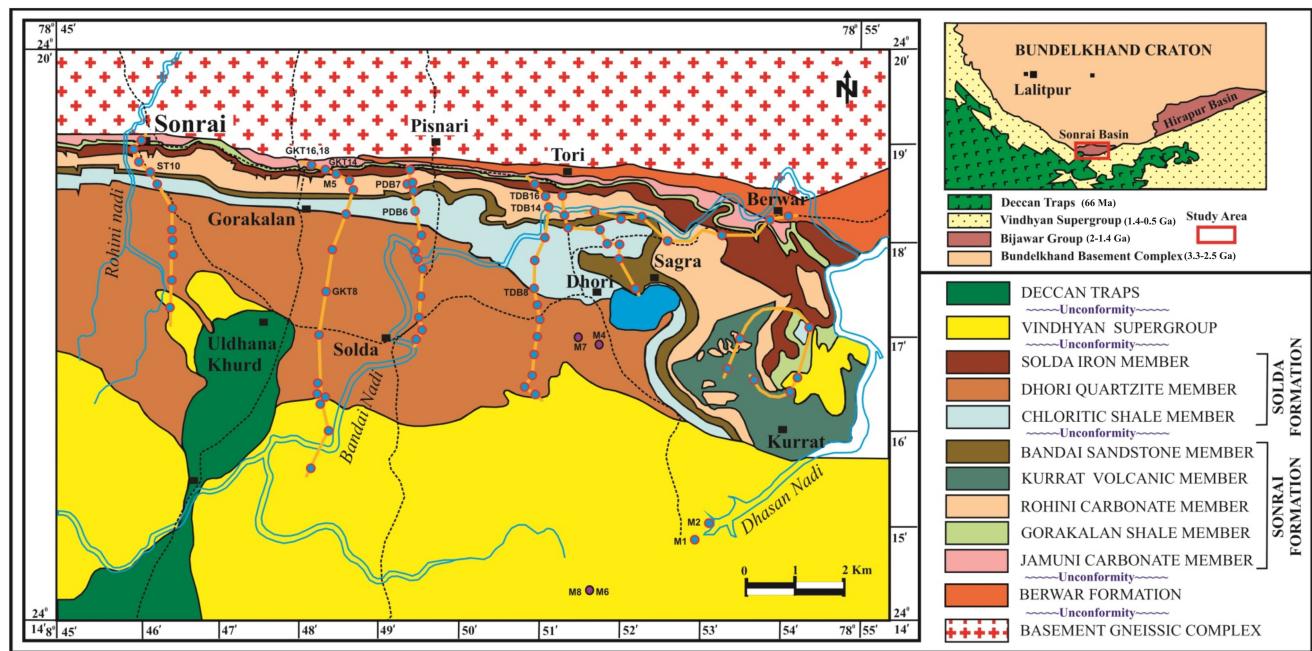 78° 45′
78° 55′
24° 20′
24° 20′
N
Sonrai
Pisnari
GKT16,18
GKT14
Tori
19′
ST10
M5
PDB7
TDB16
Berwar
PDB6
TDB14
Gorakalan
Rohini nadi
18′
Sagra
Dhori
GKT8
TDB8
M4
M7
Uldhana
Khurd
Solda
17′
Bandai Nadi
Kurrat
16′
Dhasan Nadi
M2
M1
15′
0 1 2 Km
M8 M6
24°
14′
24°
14′
78° 45′ 46′ 47′ 48′ 49′ 50′ 51′ 52′ 53′ 54′ 78° 55′
BUNDELKHAND CRATON
Lalitpur
Hirapur Basin
Sonrai Basin
Deccan Traps (66 Ma)
Vindhyan Supergroup (1.4-0.5 Ga)
Study Area
Bijawar Group (2-1.4 Ga)
Bundelkhand Basement Complex (3.3-2.5 Ga)
DECCAN TRAPS
~~~~~Unconformity~~~~~
VINDHYAN SUPERGROUP
~~~~~Unconformity~~~~~
SOLDA IRON MEMBER
DHORI QUARTZITE MEMBER
CHLORITIC SHALE MEMBER
SOLDA
FORMATION
~~~~~Unconformity~~~~~
BANDAI SANDSTONE MEMBER
KURRAT VOLCANIC MEMBER
ROHINI CARBONATE MEMBER
GORAKALAN SHALE MEMBER
JAMUNI CARBONATE MEMBER
SONRAI
FORMATION
~~~~~Unconformity~~~~~
BERWAR FORMATION
~~~~~Unconformity~~~~~
BASEMENT GNEISSIC COMPLEX